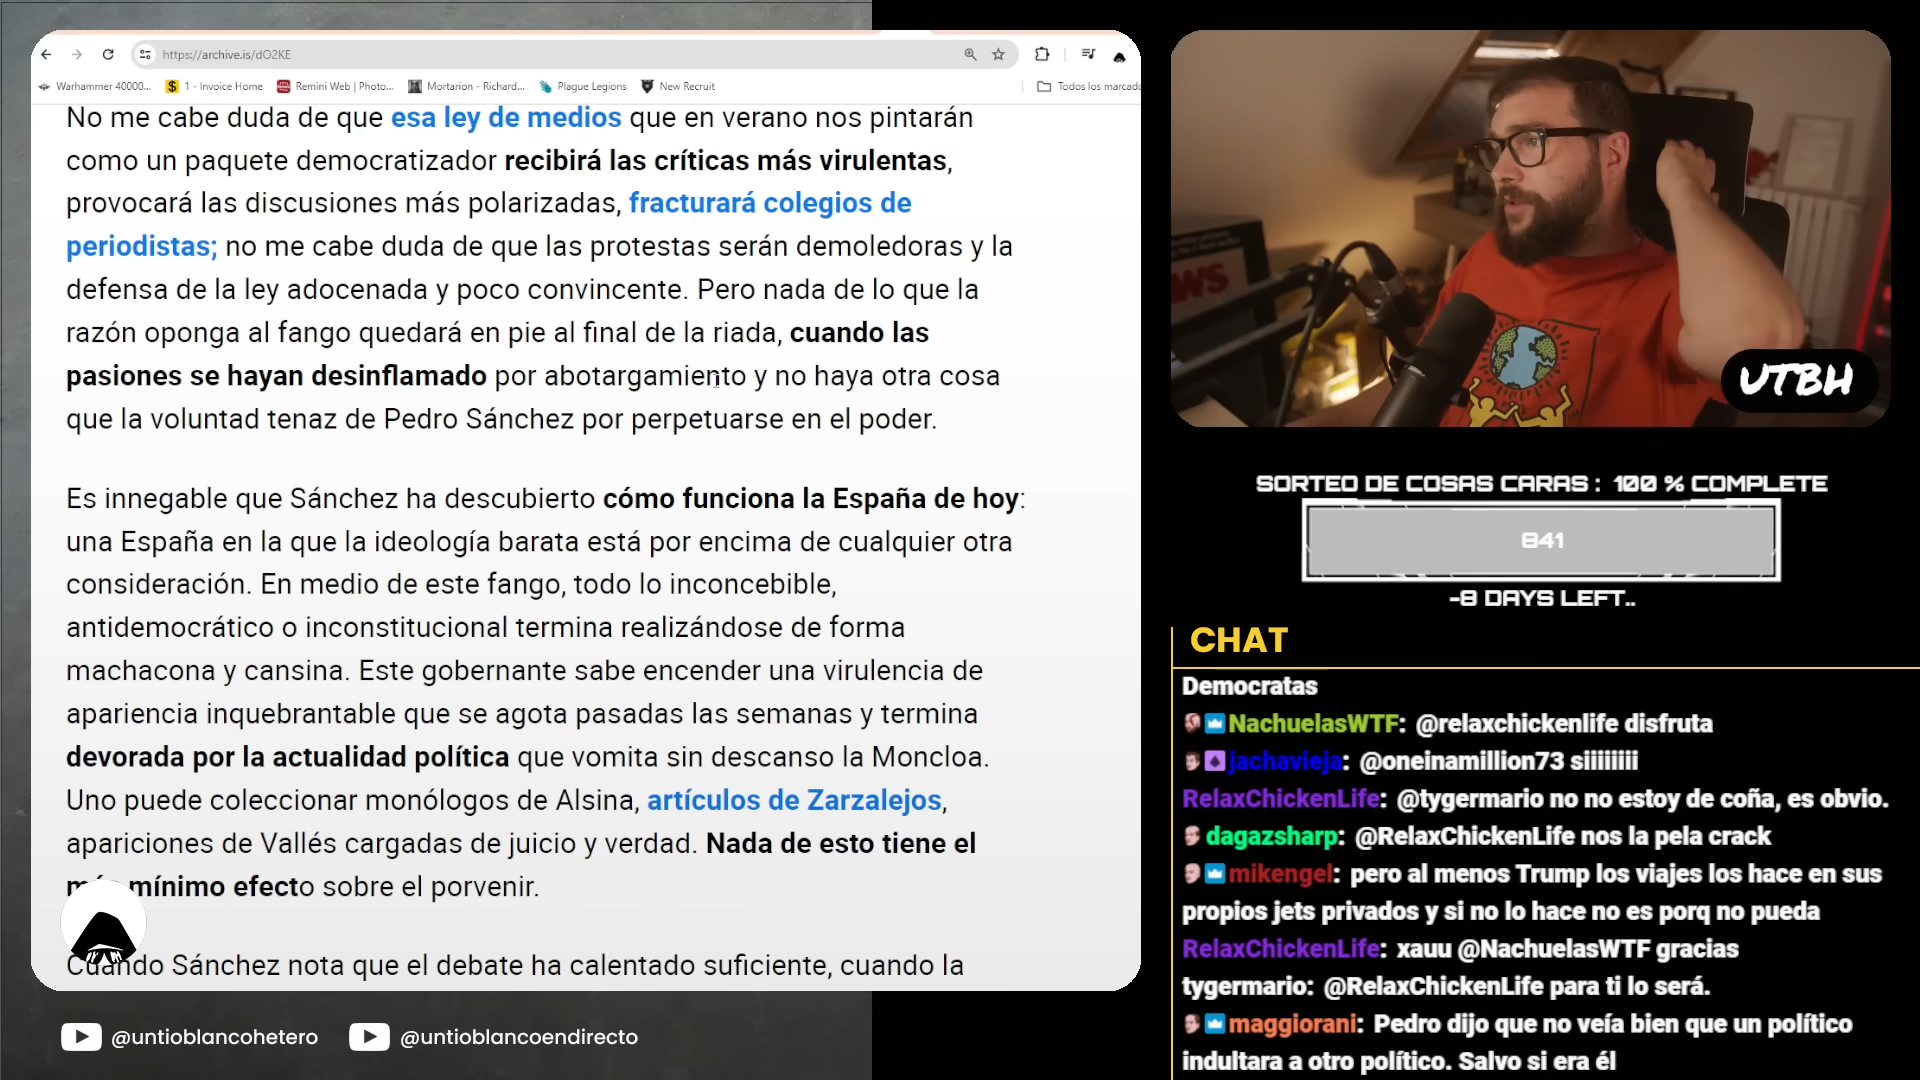 https://archive.is/dO2KE
Warhammer 40000...
1 - Invoice Home
Remini Web | Photo...
Mortarion - Richard...
Plague Legions
New Recruit
Todos los marcado
No me cabe duda de que esa ley de medios que en verano nos pintarán
como un paquete democratizador recibirá las críticas más virulentas,
provocará las discusiones más polarizadas, fracturará colegios de
periodistas; no me cabe duda de que las protestas serán demoledoras y la
defensa de la ley adocenada y poco convincente. Pero nada de lo que la
razón oponga al fango quedará en pie al final de la riada, cuando las
pasiones se hayan desinflamado por abotargamiento y no haya otra cosa
que la voluntad tenaz de Pedro Sánchez por perpetuarse en el poder.
Es innegable que Sánchez ha descubierto cómo funciona la España de hoy:
una España en la que la ideología barata está por encima de cualquier otra
consideración. En medio de este fango, todo lo inconcebible,
antidemocrático o inconstitucional termina realizándose de forma
machacona y cansina. Este gobernante sabe encender una virulencia de
apariencia inquebrantable que se agota pasadas las semanas y termina
devorada por la actualidad política que vomita sin descanso la Moncloa.
Uno puede coleccionar monólogos de Alsina, artículos de Zarzalejos,
apariciones de Vallés cargadas de juicio y verdad. Nada de esto tiene el
mínimo efecto sobre el porvenir.
Cuando Sánchez nota que el debate ha calentado suficiente, cuando la
@untioblancohetero
@untioblancoendirecto
WS
UTBH
SORTEO DE COSAS CARAS : 100 % COMPLETE
841
-8 DAYS LEFT..
CHAT
Democratas
NachuelasWTF: @relaxchickenlife disfruta
jachavieja: @oneinamillion73 siiiiiiii
RelaxChickenLife: @tygermario no no estoy de coña, es obvio.
dagazsharp: @RelaxChickenLife nos la pela crack
mikengel: pero al menos Trump los viajes los hace en sus
propios jets privados y si no lo hace no es porq no pueda
RelaxChickenLife: xauu @NachuelasWTF gracias
tygermario: @RelaxChickenLife para ti lo será.
maggiorani: Pedro dijo que no veía bien que un político
indultara a otro político. Salvo si era él